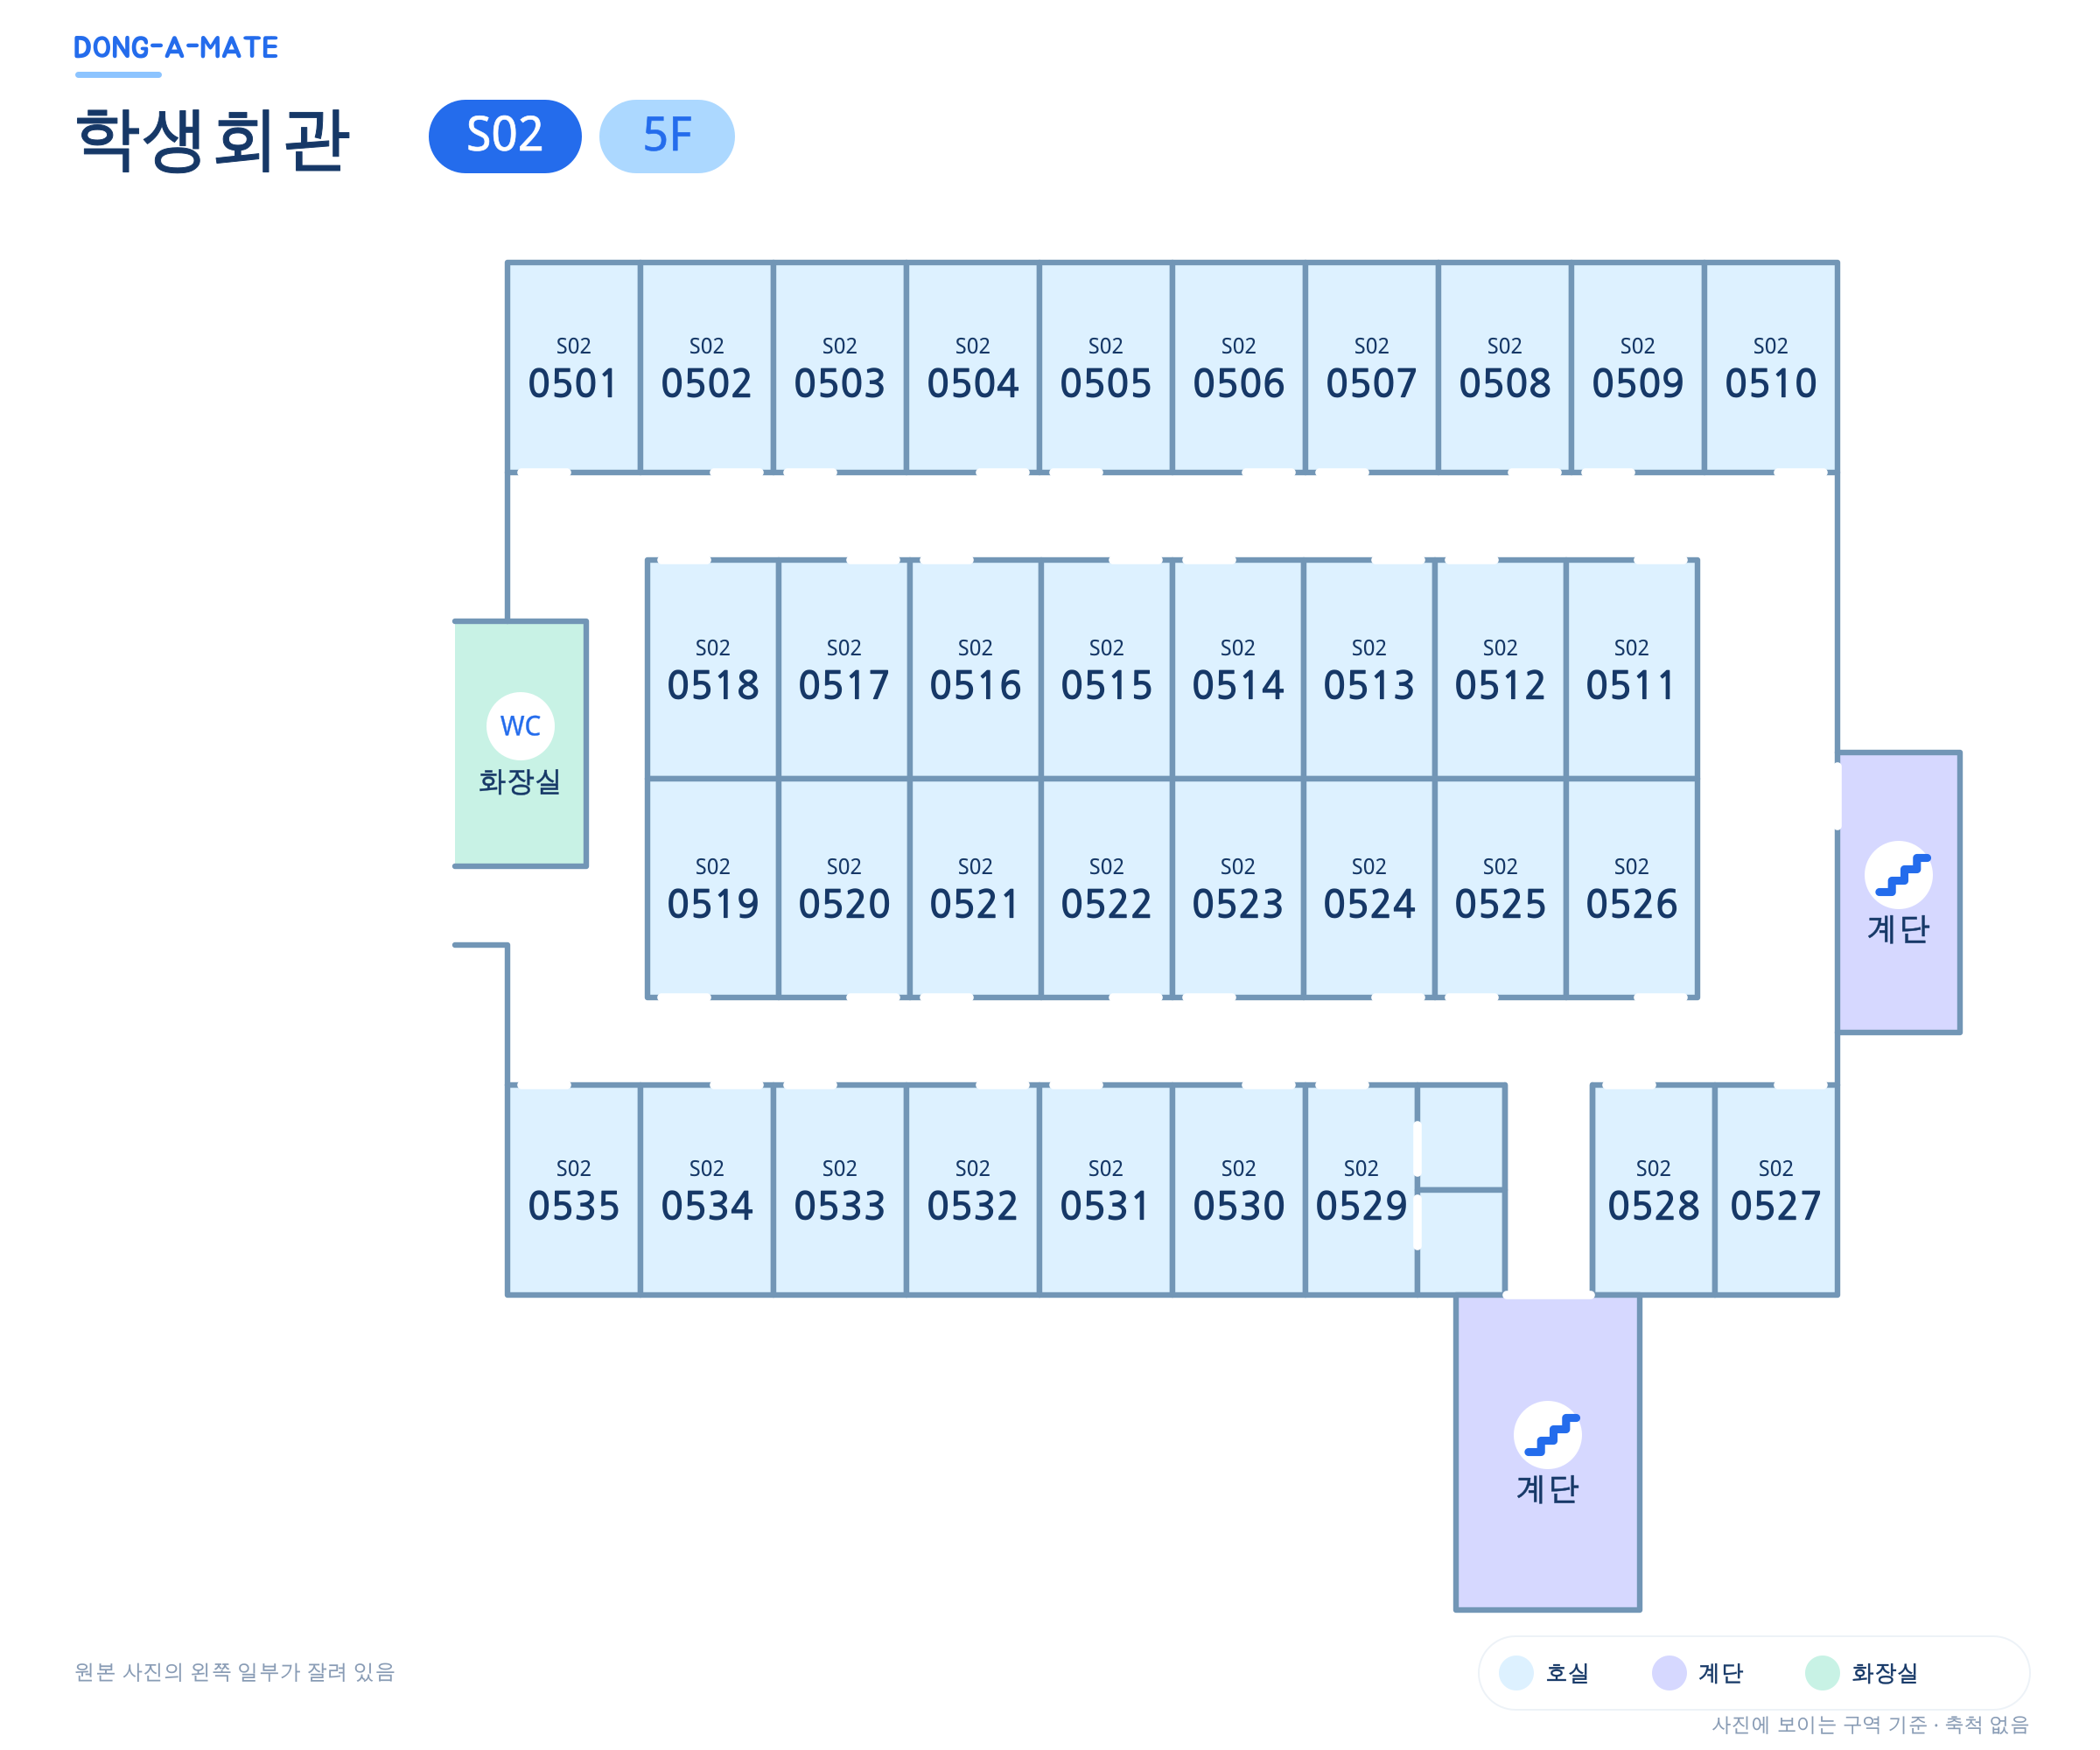 DONG-A-MATE
학생회관 S02 5F
S02 S02 S02 S02 S02 S02 S02 S02 S02 S02
0501 0502 0503 0504 0505 0506 0507 0508 0509 0510
S02 S02 S02 S02 S02 S02 S02 S02
0518 0517 0516 0515 0514 0513 0512 0511
WC
화장실
S02 S02 S02 S02 S02 S02 S02 S02
0519 0520 0521 0522 0523 0524 0525 0526
계단
S02 S02 S02 S02 S02 S02 S02 S02 S02
0535 0534 0533 0532 0531 0530 0529 0528 0527
계단
원본 사진의 왼쪽 일부가 잘려 있음
호실 계단 화장실
사진에 보이는 구역 기준 · 축척 없음